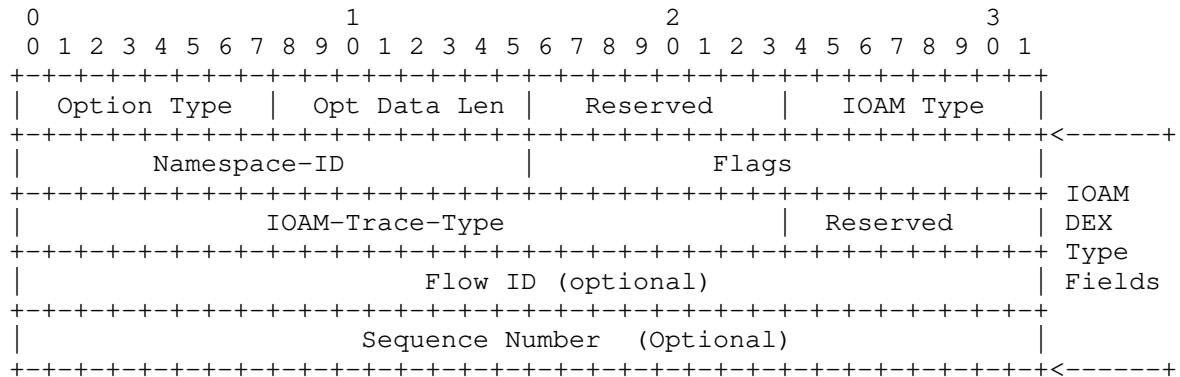 0                   1                   2                   3
 0 1 2 3 4 5 6 7 8 9 0 1 2 3 4 5 6 7 8 9 0 1 2 3 4 5 6 7 8 9 0 1
+-+-+-+-+-+-+-+-+-+-+-+-+-+-+-+-+-+-+-+-+-+-+-+-+-+-+-+-+-+-+-+-+
|  Option Type  |  Opt Data Len |   Reserved    |   IOAM Type   |
+-+-+-+-+-+-+-+-+-+-+-+-+-+-+-+-+-+-+-+-+-+-+-+-+-+-+-+-+-+-+-+-+<------+
|         Namespace-ID          |            Flags              |
+-+-+-+-+-+-+-+-+-+-+-+-+-+-+-+-+-+-+-+-+-+-+-+-+-+-+-+-+-+-+-+-+ IOAM
|               IOAM-Trace-Type                 |  Reserved     | DEX
+-+-+-+-+-+-+-+-+-+-+-+-+-+-+-+-+-+-+-+-+-+-+-+-+-+-+-+-+-+-+-+-+ Type
|                         Flow ID (optional)                    | Fields
+-+-+-+-+-+-+-+-+-+-+-+-+-+-+-+-+-+-+-+-+-+-+-+-+-+-+-+-+-+-+-+-+
|                     Sequence Number  (Optional)               |
+-+-+-+-+-+-+-+-+-+-+-+-+-+-+-+-+-+-+-+-+-+-+-+-+-+-+-+-+-+-+-+-+<------+